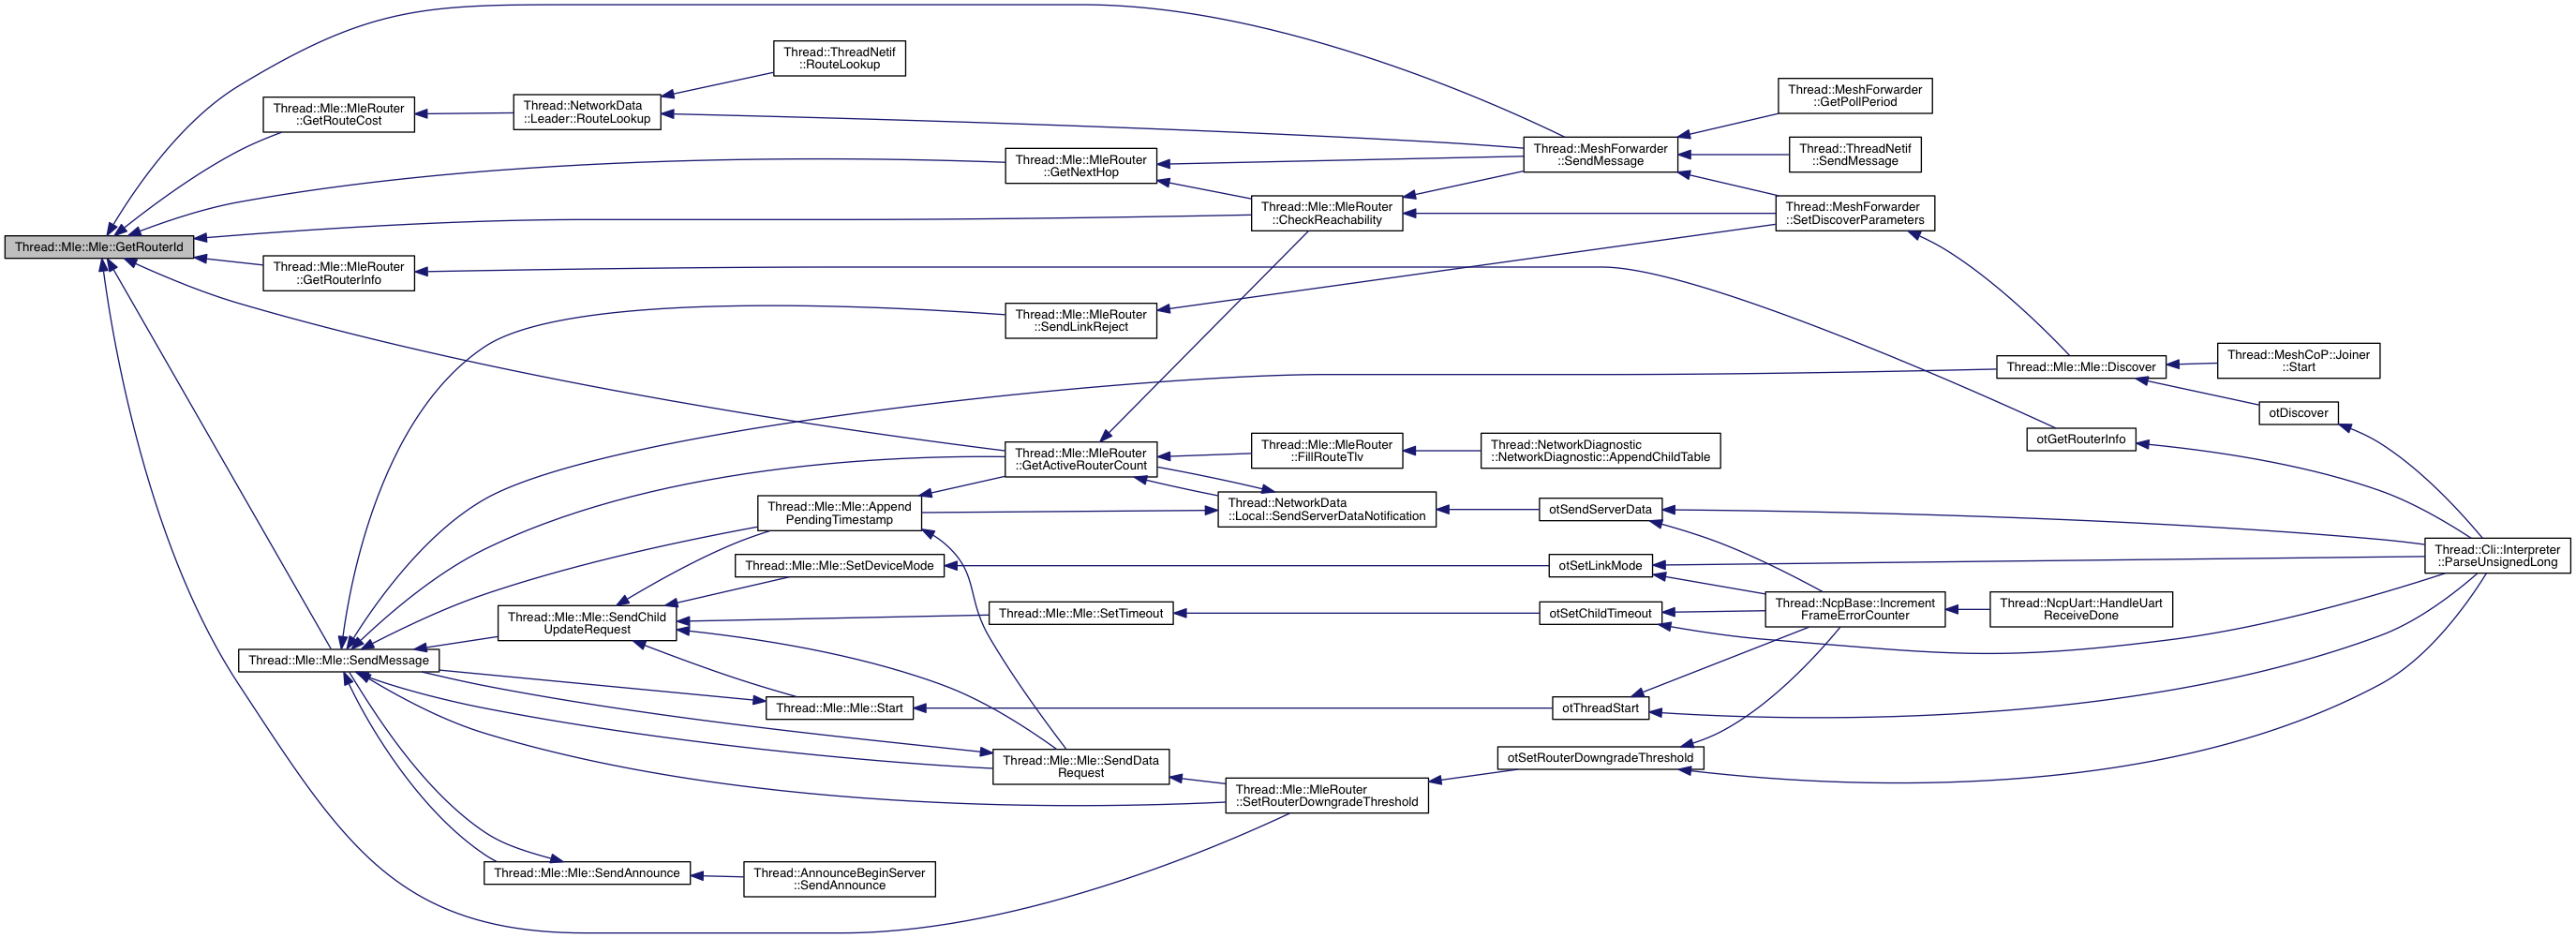 Thread::ThreadNetif
::RouteLookup
Thread::MeshForwarder
::GetPollPeriod
Thread::Mle::MleRouter
::GetRouteCost
Thread::NetworkData
::Leader::RouteLookup
Thread::MeshForwarder
::SendMessage
Thread::ThreadNetif
::SendMessage
Thread::Mle::MleRouter
::GetNextHop
Thread::Mle::MleRouter
::CheckReachability
Thread::MeshForwarder
::SetDiscoverParameters
Thread::Mle::Mle::GetRouterId
Thread::Mle::MleRouter
::GetRouterInfo
Thread::Mle::MleRouter
::SendLinkReject
Thread::Mle::Mle::Discover
Thread::MeshCoP::Joiner
::Start
otDiscover
otGetRouterInfo
Thread::Mle::MleRouter
::GetActiveRouterCount
Thread::Mle::MleRouter
::FillRouteTlv
Thread::NetworkDiagnostic
::NetworkDiagnostic::AppendChildTable
Thread::Mle::Mle::Append
PendingTimestamp
Thread::NetworkData
::Local::SendServerDataNotification
otSendServerData
Thread::Cli::Interpreter
::ParseUnsignedLong
Thread::Mle::Mle::SetDeviceMode
otSetLinkMode
Thread::Mle::Mle::SendChild
UpdateRequest
Thread::Mle::Mle::SetTimeout
otSetChildTimeout
Thread::NcpBase::Increment
FrameErrorCounter
Thread::NcpUart::HandleUart
ReceiveDone
Thread::Mle::Mle::SendMessage
Thread::Mle::Mle::Start
otThreadStart
Thread::Mle::Mle::SendData
Request
otSetRouterDowngradeThreshold
Thread::Mle::MleRouter
::SetRouterDowngradeThreshold
Thread::Mle::Mle::SendAnnounce
Thread::AnnounceBeginServer
::SendAnnounce